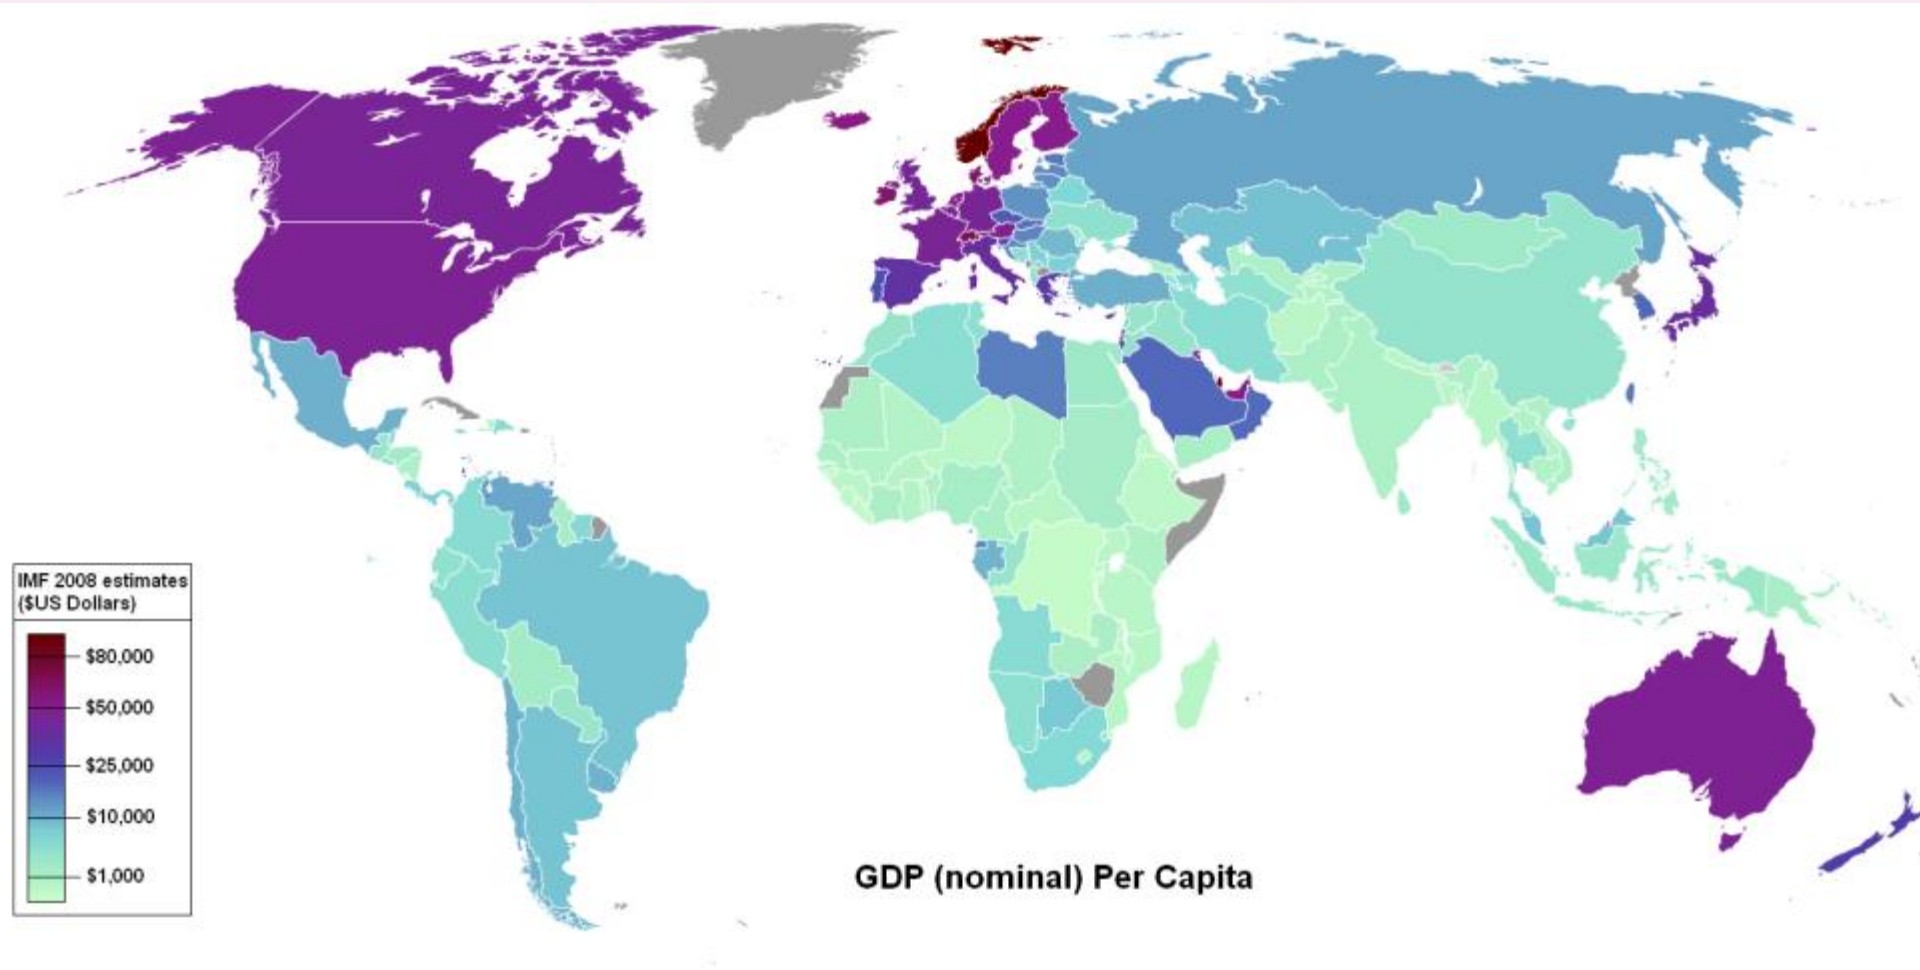 IMF 2008 estimates
($US Dollars)
$80,000
$50,000
$25,000
$10,000
$1,000
GDP (nominal) Per Capita